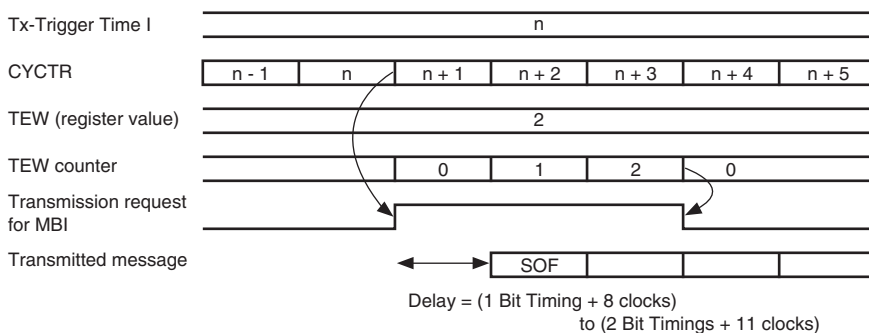 Tx-Trigger Time I
n
CYCTR
n - 1 n n + 1 n + 2 n + 3 n + 4 n + 5
TEW (register value)
2
TEW counter
0 1 2 0
Transmission request
for MBI
Transmitted message
SOF
Delay = (1 Bit Timing + 8 clocks)
to (2 Bit Timings + 11 clocks)